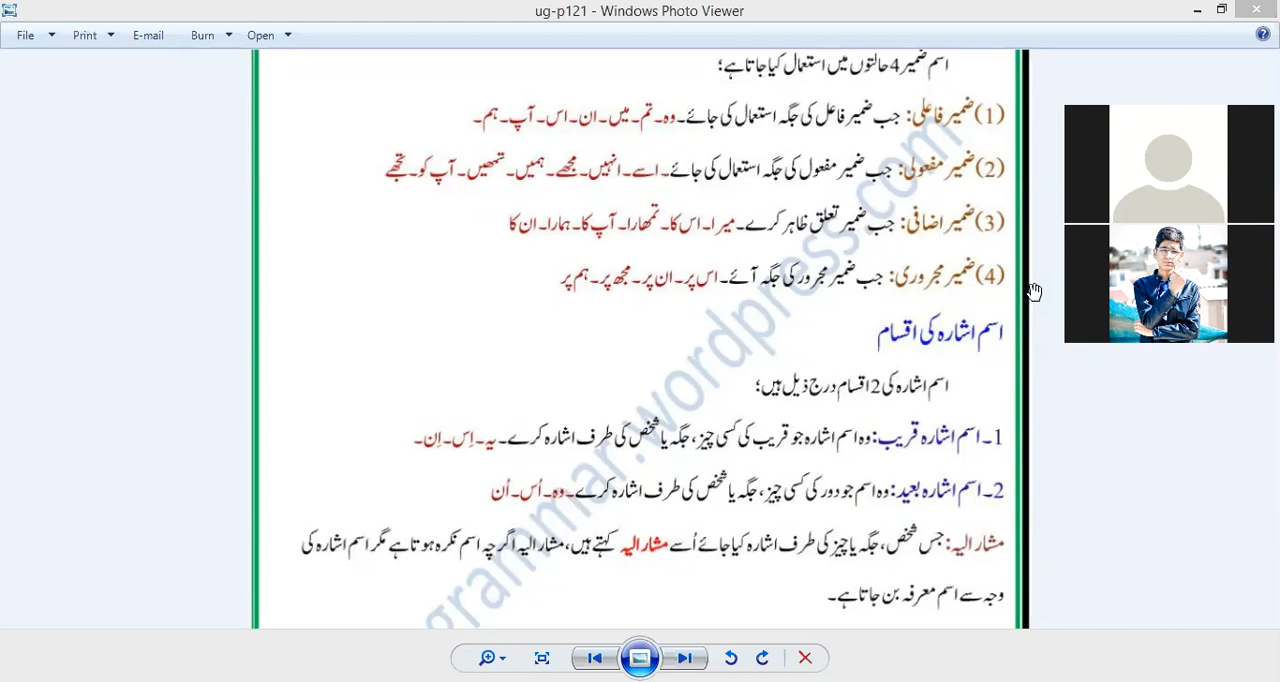 ug-p121 - Windows Photo Viewer
File Print E-mail Burn Open
اسم ضمیر 4 حالتوں میں استعمال کیا جاتا ہے؛
(1) ضمیر فاعلی: جب ضمیر فاعل کی جگہ استعمال کی جائے۔ وہ۔ تم۔ میں۔ ان۔ اس۔ آپ۔ ہم۔
(2) ضمیر مفعولی: جب ضمیر مفعول کی جگہ استعمال کی جائے۔ اسے۔ انہیں۔ مجھے۔ ہمیں۔ تمھیں۔ آپ کو۔ تجھے
(3) ضمیر اضافی: جب ضمیر تعلق ظاہر کرے۔ میرا۔ اس کا۔ تمھارا۔ آپ کا۔ ہمارا۔ ان کا
(4) ضمیر مجروری: جب ضمیر مجرور کی جگہ آئے۔ اس پر۔ ان پر۔ مجھ پر۔ ہم پر
اسم اشارہ کی اقسام
اسم اشارہ کی 2 اقسام درج ذیل ہیں؛
1۔ اسم اشارہ قریب: وہ اسم اشارہ جو قریب کی کسی چیز، جگہ یا شخص کی طرف اشارہ کرے۔ یہ۔ اِس۔ اِن۔
2۔ اسم اشارہ بعید: وہ اسم جو دور کی کسی چیز، جگہ یا شخص کی طرف اشارہ کرے۔ وہ۔ اُس۔ اُن
مشار الیہ: جس شخص، جگہ یا چیز کی طرف اشارہ کیا جائے اُسے مشار الیہ کہتے ہیں، مشار الیہ اگرچہ اسم نکرہ ہوتا ہے مگر اسم اشارہ کی
وجہ سے اسم معرفہ بن جاتا ہے۔
grammar.wordpress.com